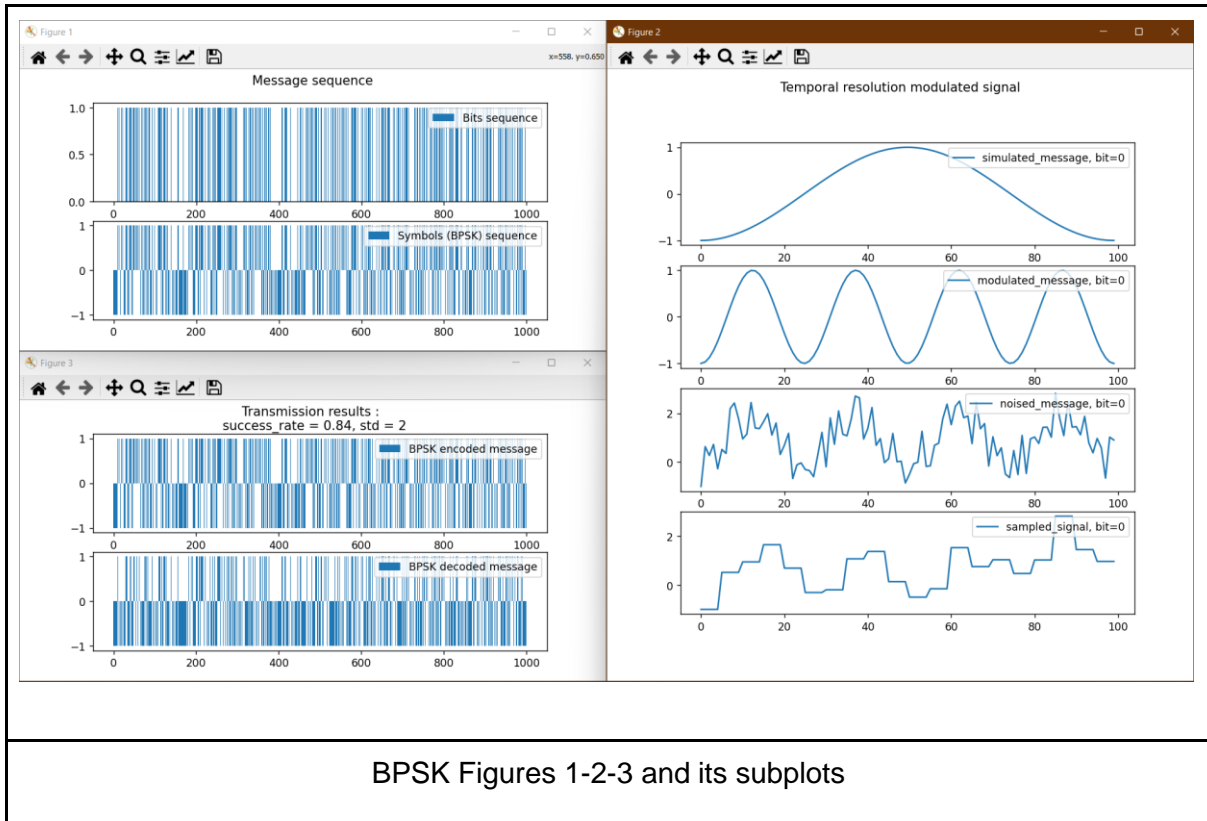 Figure 1
x=558. y=0.650
Message sequence
1.0
Bits sequence
0.5
0.0
0 200 400 600 800 1000
1
Symbols (BPSK) sequence
0
−1
0 200 400 600 800 1000
Figure 3
Transmission results :
success_rate = 0.84, std = 2
1
BPSK encoded message
0
−1
0 200 400 600 800 1000
1
BPSK decoded message
0
−1
0 200 400 600 800 1000
Figure 2
Temporal resolution modulated signal
1
simulated_message, bit=0
0
−1
0 20 40 60 80 100
1
modulated_message, bit=0
0
−1
0 20 40 60 80 100
noised_message, bit=0
2
0
0 20 40 60 80 100
sampled_signal, bit=0
2
0
0 20 40 60 80 100
BPSK Figures 1-2-3 and its subplots